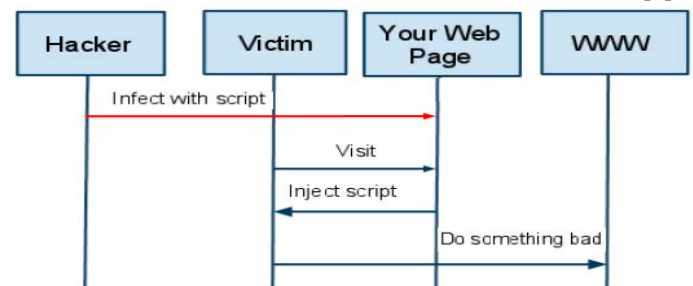 Hacker
Victim
Your Web
Page
WWW
Infect with script
Visit
Inject script
Do something bad